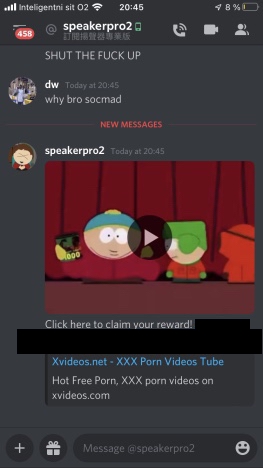 Inteligentni sit O2
20:45
8 %
458
@ speakerpro2
訂閱揚聲器專業版
SHUT THE FUCK UP
dw Today at 20:45
why bro socmad
NEW MESSAGES
speakerpro2 Today at 20:45
Click here to claim your reward!
Xvideos.net - XXX Porn Videos Tube
Hot Free Porn, XXX porn videos on
xvideos.com
Message @speakerpro2